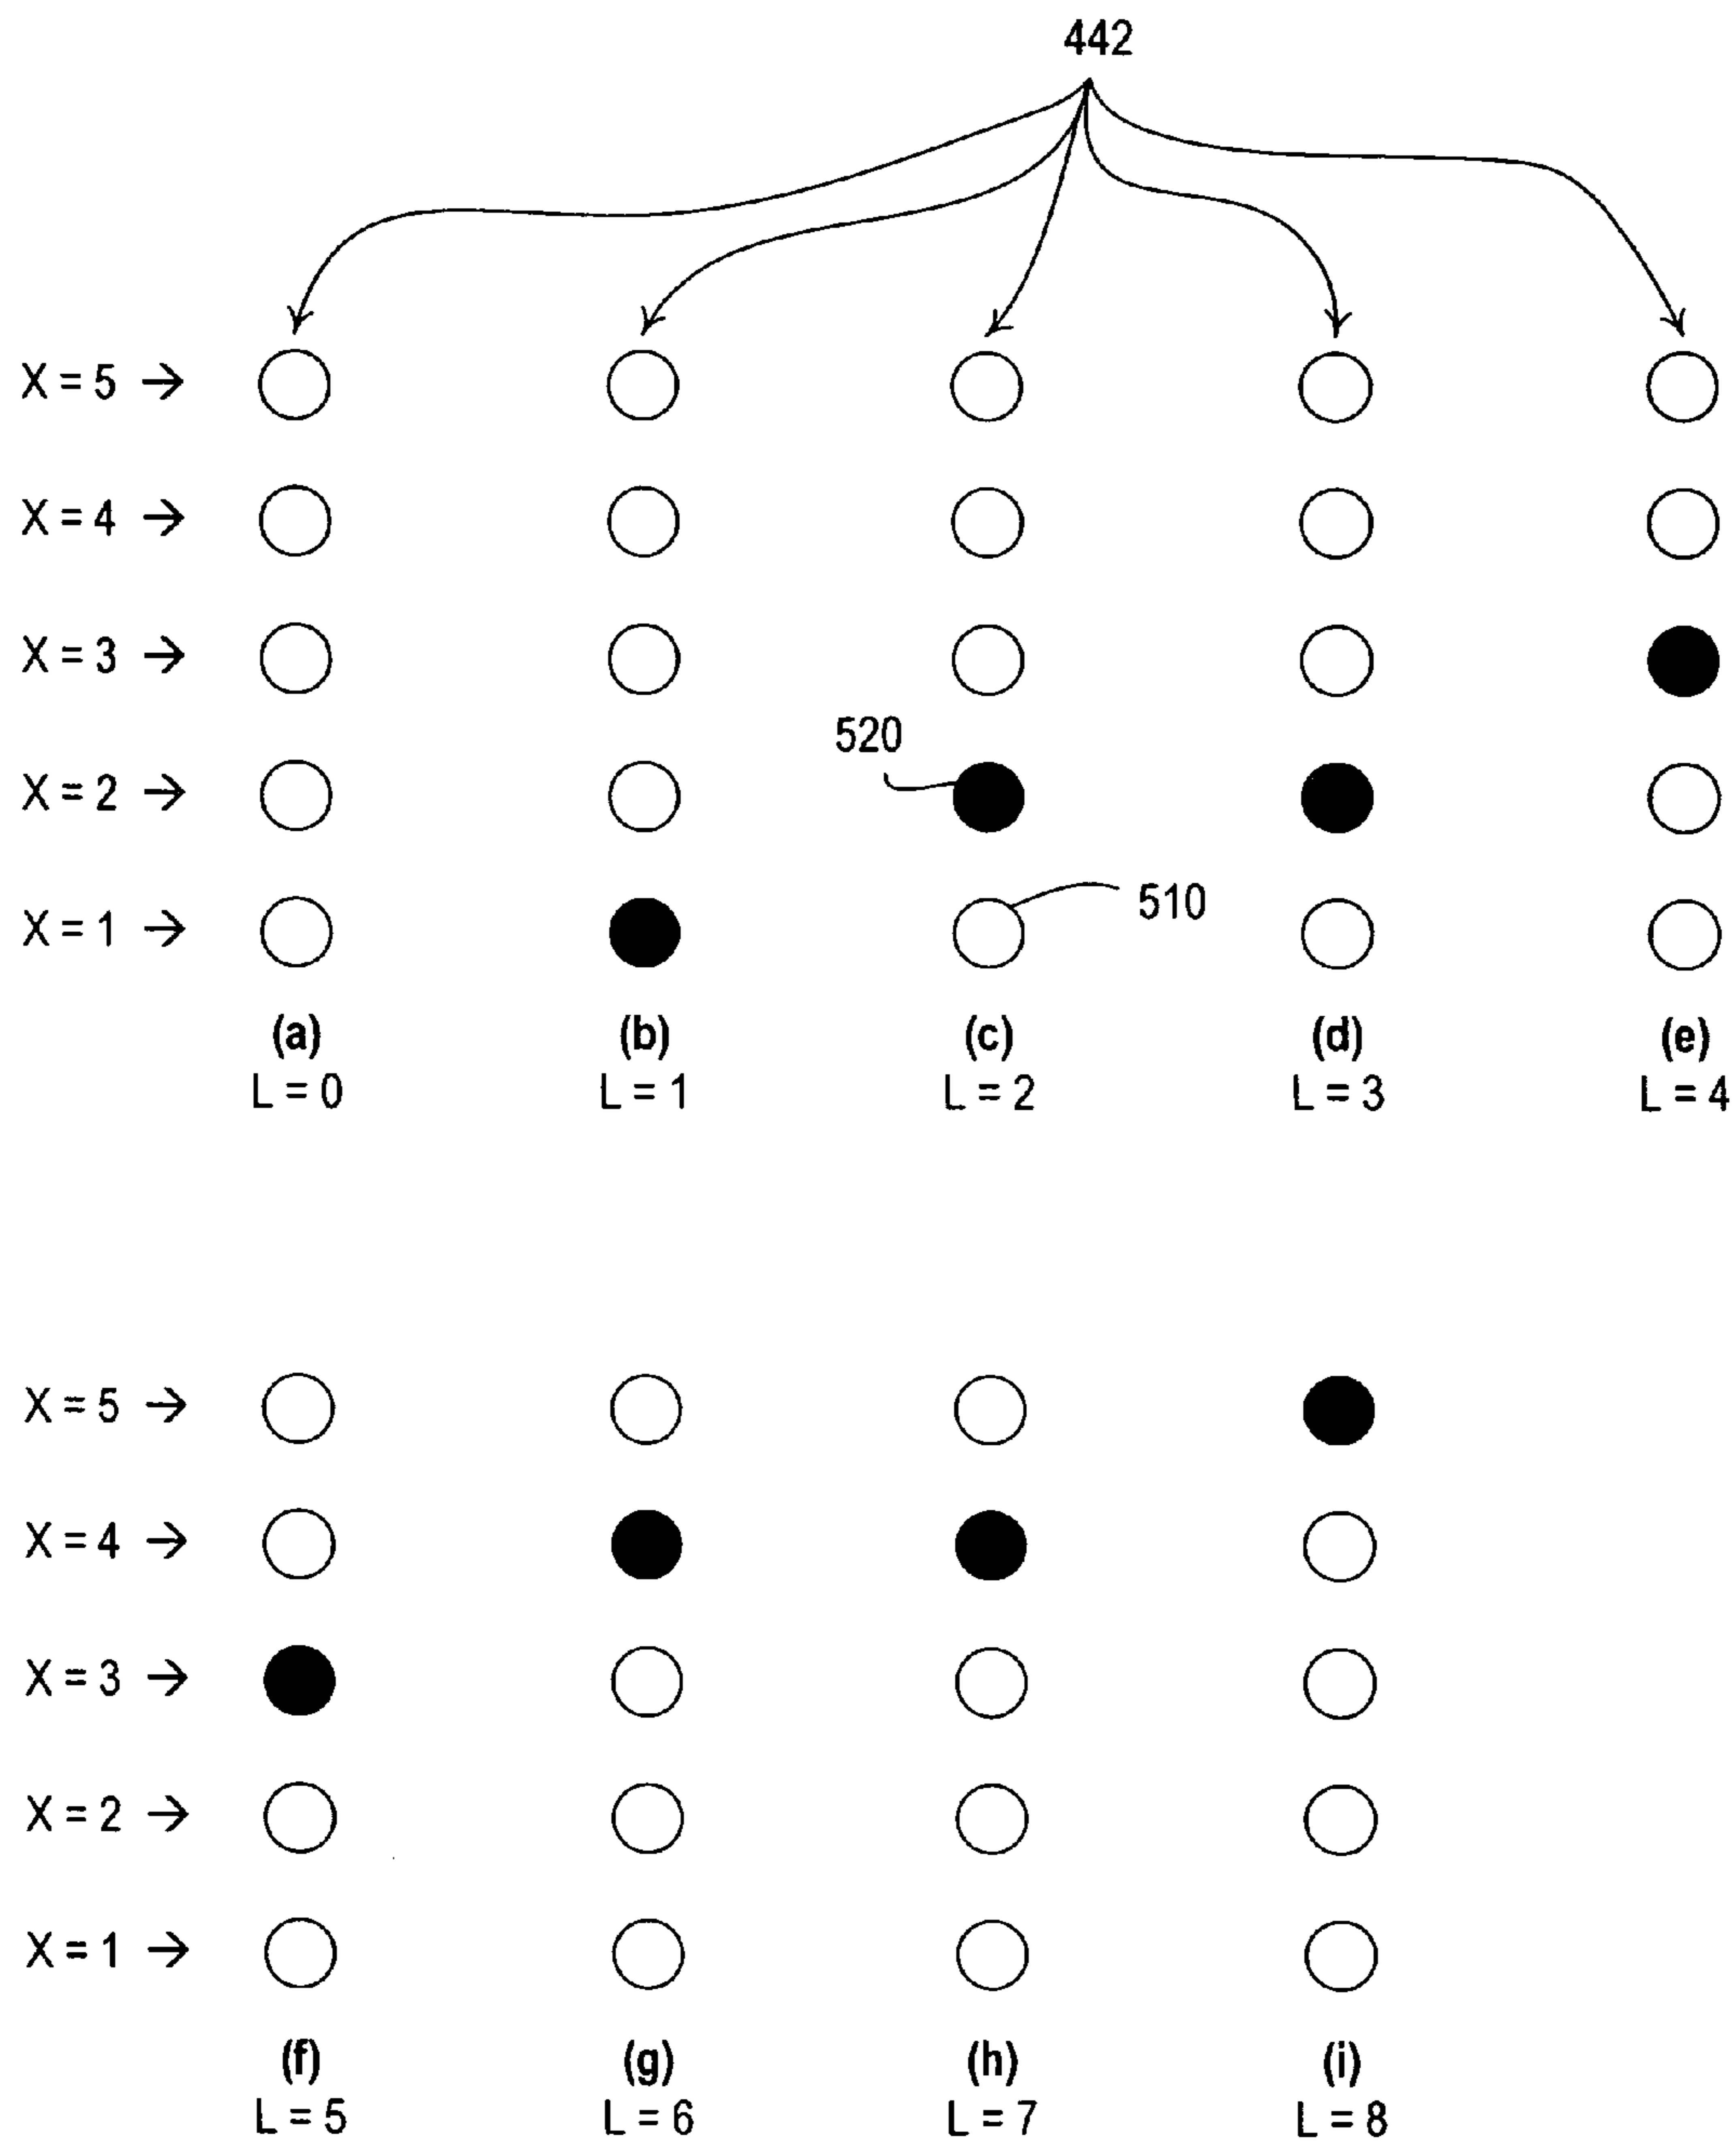 442
X = 5 →
X = 4 →
X = 3 →
X = 2 →
X = 1 →
520
510
(a) (b) (c) (d) (e)
L = 0 L = 1 L = 2 L = 3 L = 4
X = 5 →
X = 4 →
X = 3 →
X = 2 →
X = 1 →
(f) (g) (h) (i)
L = 5 L = 6 L = 7 L = 8